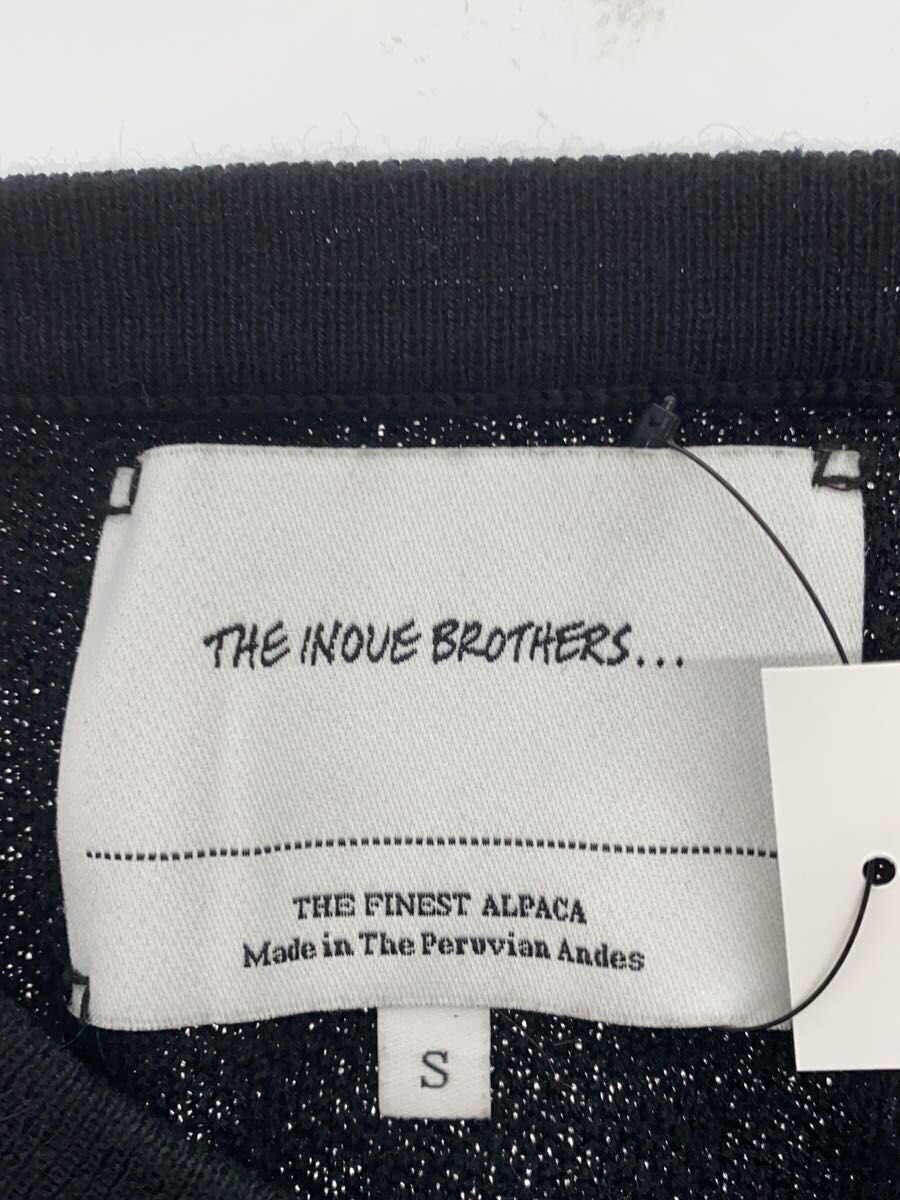 THE INOUE BROTHERS...
THE FINEST ALPACA
Made in The Peruvian Andes
S